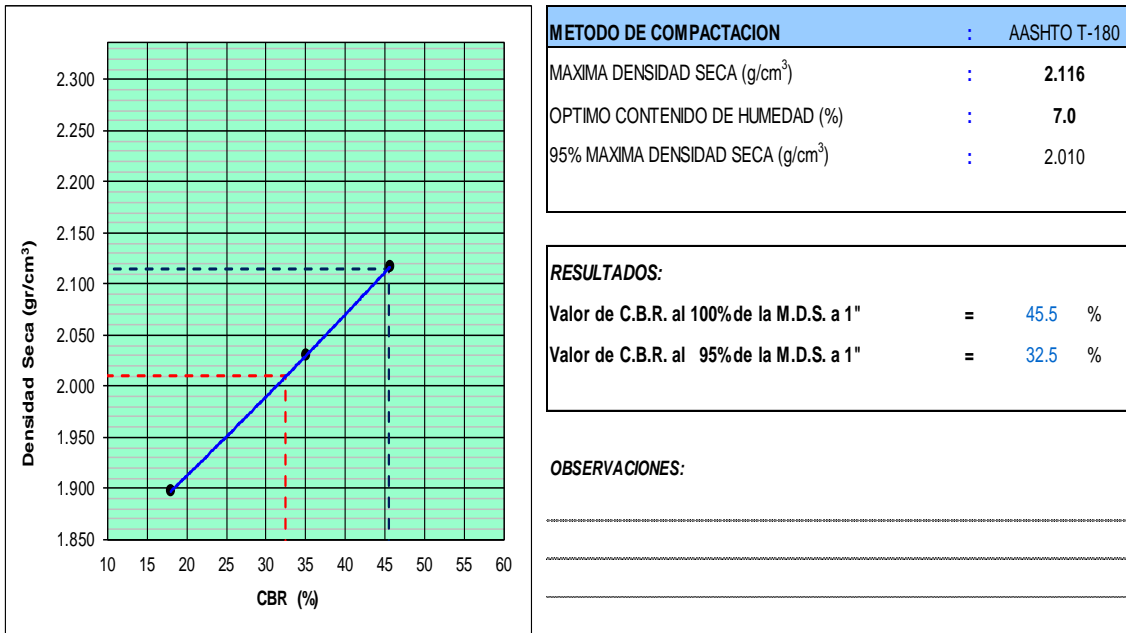 2.300
2.250
2.200
2.150
2.100
2.050
2.000
1.950
1.900
1.850
Densidad Seca (gr/cm³)
10 15 20 25 30 35 40 45 50 55 60
CBR (%)
METODO DE COMPACTACION : AASHTO T-180
MAXIMA DENSIDAD SECA (g/cm³) : 2.116
OPTIMO CONTENIDO DE HUMEDAD (%) : 7.0
95% MAXIMA DENSIDAD SECA (g/cm³) : 2.010
RESULTADOS:
Valor de C.B.R. al 100% de la M.D.S. a 1" = 45.5 %
Valor de C.B.R. al 95% de la M.D.S. a 1" = 32.5 %
OBSERVACIONES: